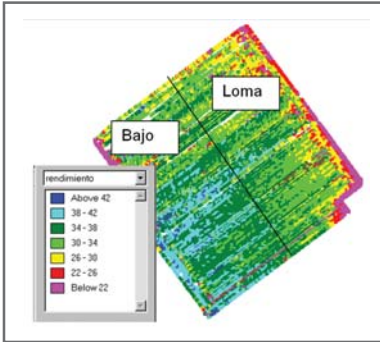 Loma
Bajo
rendimiento
Above 42
38 - 42
34 - 38
30 - 34
26 - 30
22 - 26
Below 22